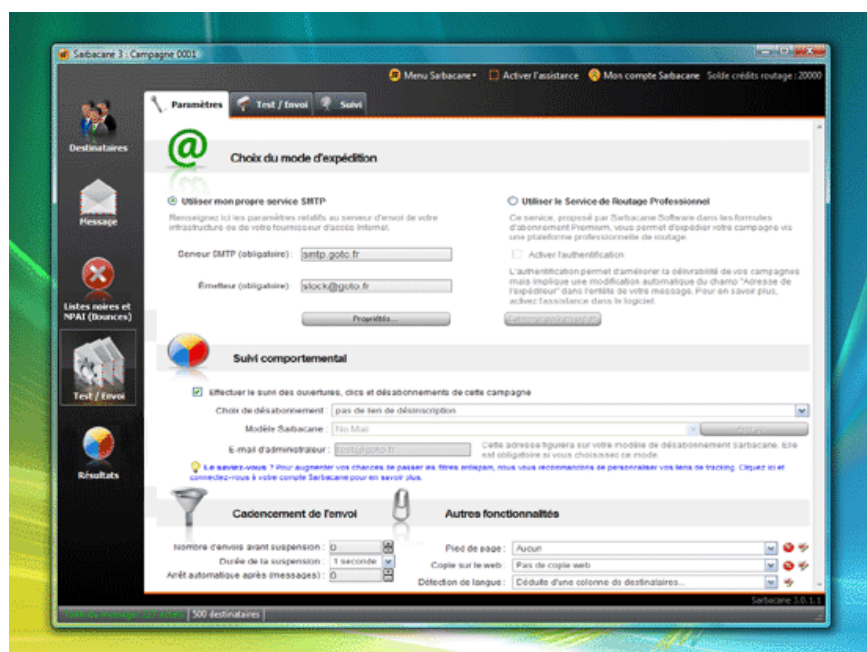 Sarbacane 3 : Campagne 0001
Menu Sarbacane Activer l'assistance Mon compte Sarbacane Solde crédits routage : 20000
Paramètres Test / Envoi Suivi
Destinataires
Message
Listes noires et
NPAI (Bounces)
Test / Envoi
Résultats
@ Choix du mode d'expédition
Utiliser mon propre service SMTP
Renseignez ici les paramètres relatifs au serveur d'envoi de votre
infrastructure ou de votre fournisseur d'accès Internet.
Serveur SMTP (obligatoire) : smtp.goto.fr
Émetteur (obligatoire) : stock@goto.fr
Propriétés...
Utiliser le Service de Routage Professionnel
Ce service, proposé par Sarbacane Software dans les formules
d'abonnement Premium, vous permet d'expédier votre campagne via
une plateforme professionnelle de routage.
Activer l'authentification
L'authentification permet d'améliorer la délivrabilité de vos campagnes
mais implique une modification automatique du champ "Adresse de
l'expéditeur" dans l'entête de votre message. Pour en savoir plus,
activez l'assistance dans le logiciel.
Suivi comportemental
Effectuer le suivi des ouvertures, clics et désabonnements de cette campagne
Choix de désabonnement : pas de lien de désinscription
Modèle Sarbacane : No Mail
E-mail d'administrateur : test@goto.fr
Cette adresse figurera sur votre modèle de désabonnement Sarbacane. Elle
est obligatoire si vous choisissez ce mode.
Le saviez-vous ? Pour augmenter vos chances de passer les filtres antispam, nous vous recommandons de personnaliser vos liens de tracking. Cliquez ici et
connectez-vous à votre compte Sarbacane pour en savoir plus.
Cadencement de l'envoi
Nombre d'envois avant suspension : 0
Durée de la suspension : 1 seconde
Arrêt automatique après (messages) : 0
Autres fonctionnalités
Pied de page : Aucun
Copie sur le web : Pas de copie web
Détection de langue : Déduite d'une colonne de destinataires...
Sarbacane 3.0.1.1
500 destinataires